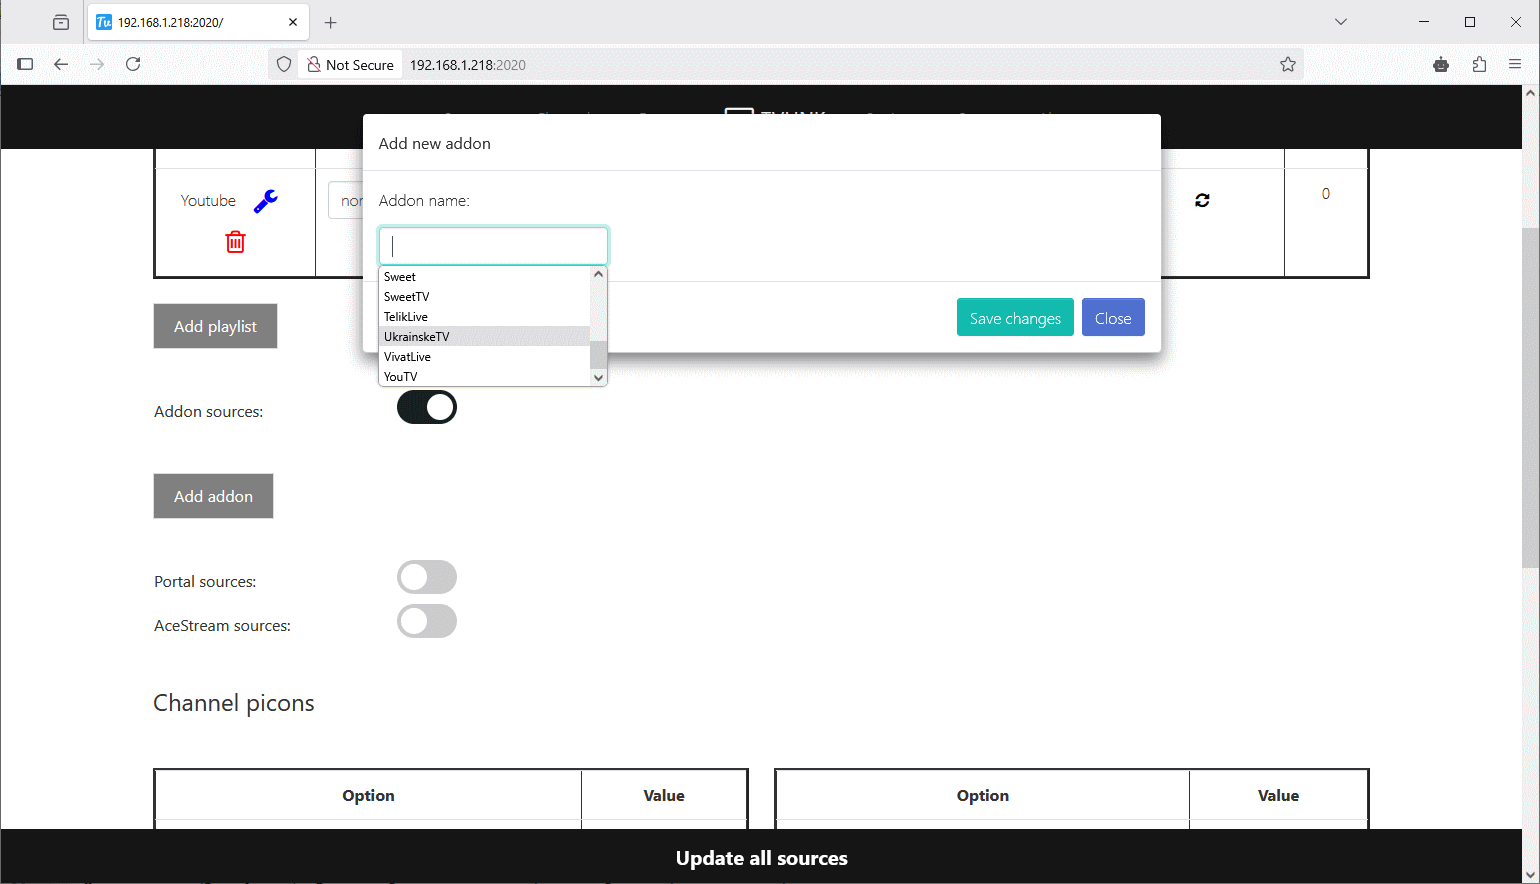 192.168.1.218:2020/
Not Secure
192.168.1.218:2020
Add new addon
Youtube
Addon name:
0
Sweet
SweetTV
TelikLive
UkrainskeTV
VivatLive
YouTV
Save changes
Close
Add playlist
Addon sources:
Add addon
Portal sources:
AceStream sources:
Channel picons
Option Value Option Value
Update all sources